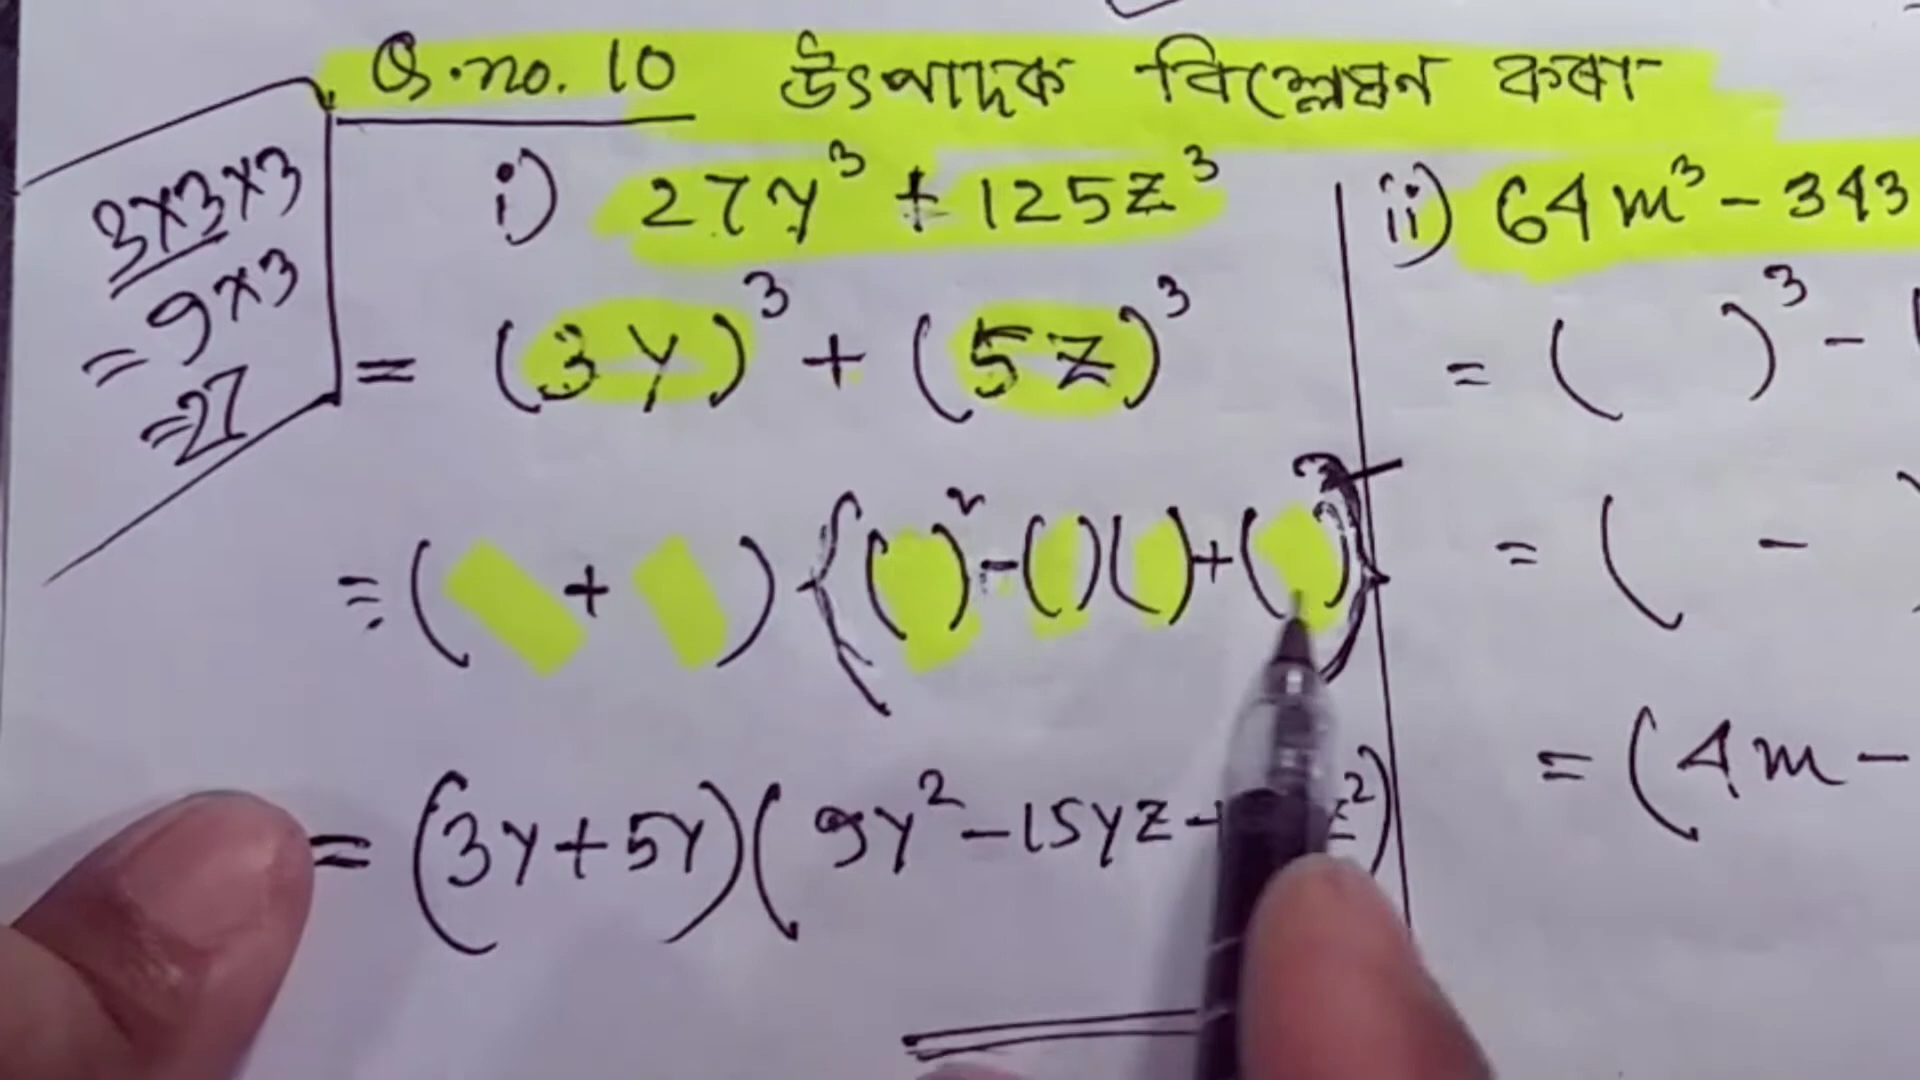 Q.no. 10 উৎপাদক বিশ্লেষণ কৰা
3×3×3
= 9×3
=27
i) 27y³ + 125z³
= (3y)³ + (5z)³
= ( + ) {( )² - ( )( ) + ( )²}
= (3y+5y)(9y²-15yz + z²)
ii) 64m³ - 343
= ( )³ -
= ( -
= (4m -